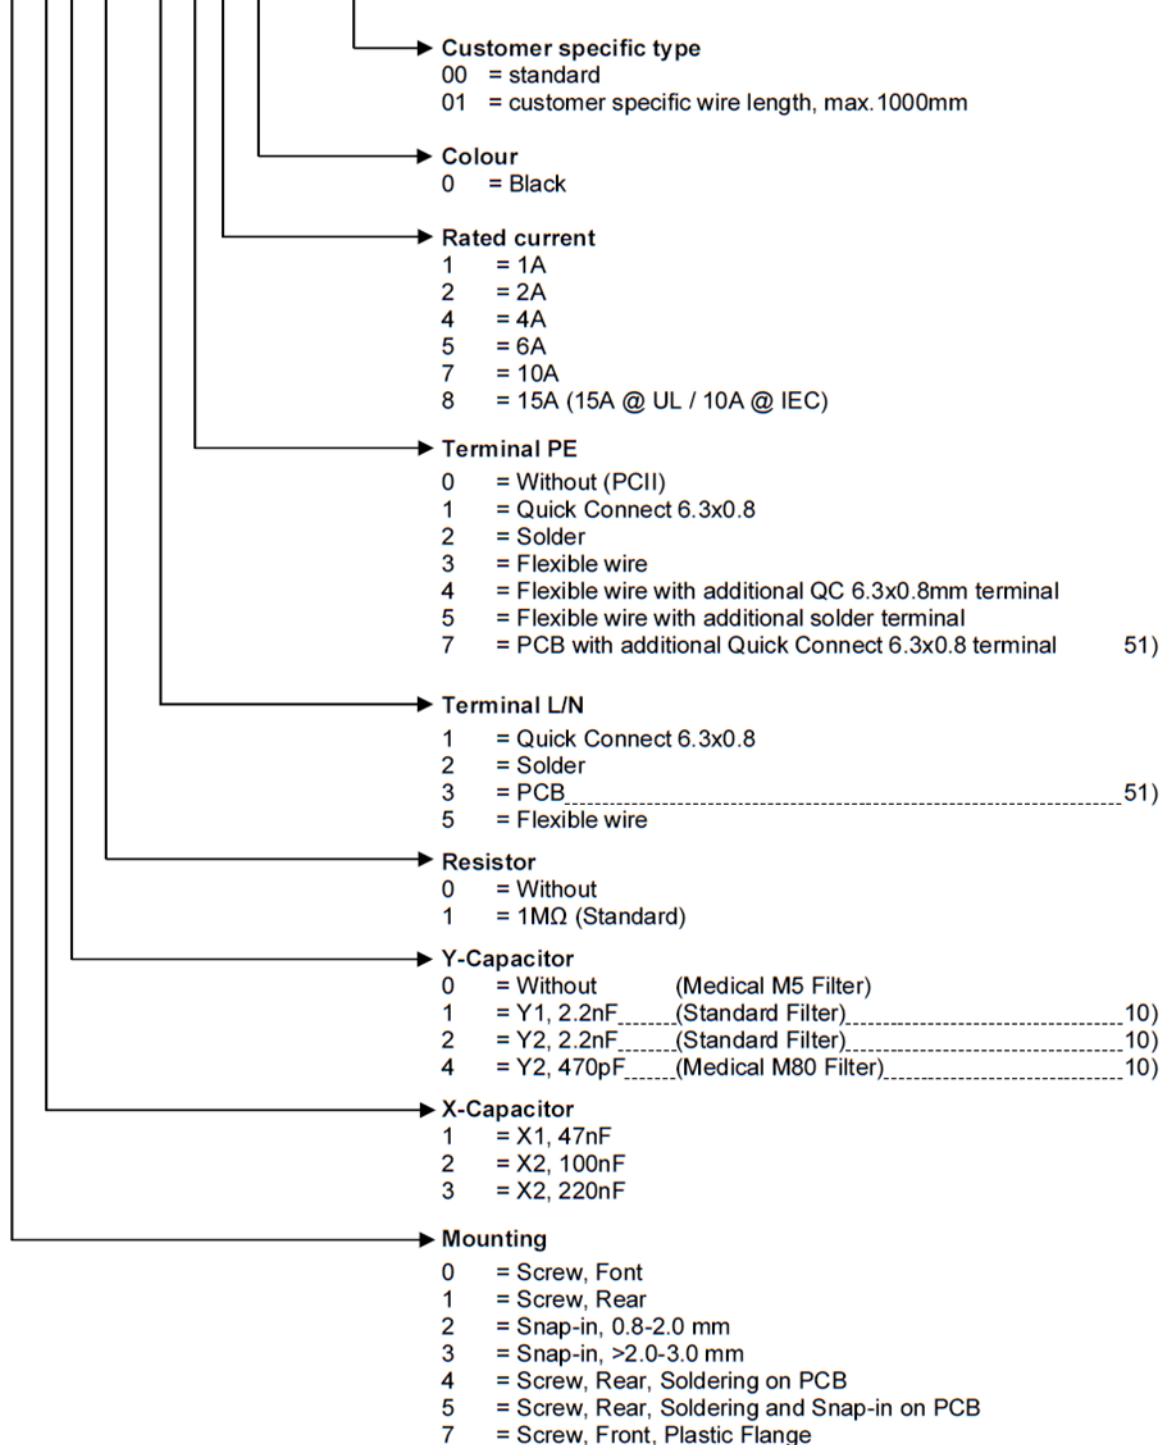 Customer specific type
00 = standard
01 = customer specific wire length, max.1000mm
Colour
0 = Black
Rated current
1 = 1A
2 = 2A
4 = 4A
5 = 6A
7 = 10A
8 = 15A (15A @ UL / 10A @ IEC)
Terminal PE
0 = Without (PCII)
1 = Quick Connect 6.3x0.8
2 = Solder
3 = Flexible wire
4 = Flexible wire with additional QC 6.3x0.8mm terminal
5 = Flexible wire with additional solder terminal
7 = PCB with additional Quick Connect 6.3x0.8 terminal 51)
Terminal L/N
1 = Quick Connect 6.3x0.8
2 = Solder
3 = PCB 51)
5 = Flexible wire
Resistor
0 = Without
1 = 1MΩ (Standard)
Y-Capacitor
0 = Without (Medical M5 Filter)
1 = Y1, 2.2nF (Standard Filter) 10)
2 = Y2, 2.2nF (Standard Filter) 10)
4 = Y2, 470pF (Medical M80 Filter) 10)
X-Capacitor
1 = X1, 47nF
2 = X2, 100nF
3 = X2, 220nF
Mounting
0 = Screw, Font
1 = Screw, Rear
2 = Snap-in, 0.8-2.0 mm
3 = Snap-in, >2.0-3.0 mm
4 = Screw, Rear, Soldering on PCB
5 = Screw, Rear, Soldering and Snap-in on PCB
7 = Screw, Front, Plastic Flange